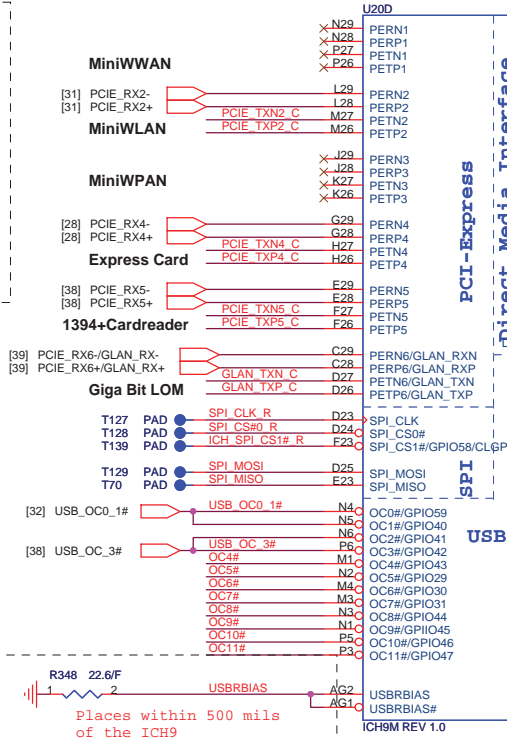 U20D
N29 PERN1
N28 PERP1
P27 PETN1
P26 PETP1
MiniWWAN
[31] PCIE_RX2- L29 PERN2
[31] PCIE_RX2+ L28 PERP2
PCIE_TXN2_C M27 PETN2
PCIE_TXP2_C M26 PETP2
MiniWLAN
J29 PERN3
J28 PERP3
K27 PETN3
K26 PETP3
MiniWPAN
[28] PCIE_RX4- G29 PERN4
[28] PCIE_RX4+ G28 PERP4
PCIE_TXN4_C H27 PETN4
PCIE_TXP4_C H26 PETP4
Express Card
[38] PCIE_RX5- E29 PERN5
[38] PCIE_RX5+ E28 PERP5
PCIE_TXN5_C F27 PETN5
PCIE_TXP5_C F26 PETP5
1394+Cardreader
[39] PCIE_RX6-/GLAN_RX- C29 PERN6/GLAN_RXN
[39] PCIE_RX6+/GLAN_RX+ C28 PERP6/GLAN_RXP
GLAN_TXN_C D27 PETN6/GLAN_TXN
GLAN_TXP_C D26 PETP6/GLAN_TXP
Giga Bit LOM
PCI-Express
Direct Media Interface
T127 PAD SPI_CLK_R D23 SPI_CLK
T128 PAD SPI_CS#0_R D24 SPI_CS0#
T139 PAD ICH_SPI_CS1#_R F23 SPI_CS1#/GPIO58/CLGP
T129 PAD SPI_MOSI D25 SPI_MOSI
T70 PAD SPI_MISO E23 SPI_MISO
SPI
[32] USB_OC0_1# USB_OC0_1# N4 OC0#/GPIO59
N5 OC1#/GPIO40
N6 OC2#/GPIO41
[38] USB_OC_3# USB_OC_3# P6 OC3#/GPIO42
OC4# M1 OC4#/GPIO43
OC5# N2 OC5#/GPIO29
OC6# M4 OC6#/GPIO30
OC7# M3 OC7#/GPIO31
OC8# N3 OC8#/GPIO44
OC9# N1 OC9#/GPIIO45
OC10# P5 OC10#/GPIO46
OC11# P3 OC11#/GPIO47
USB
R348 22.6/F
1 2 USBRBIAS AG2 USBRBIAS
AG1 USBRBIAS#
Places within 500 mils
of the ICH9
ICH9M REV 1.0